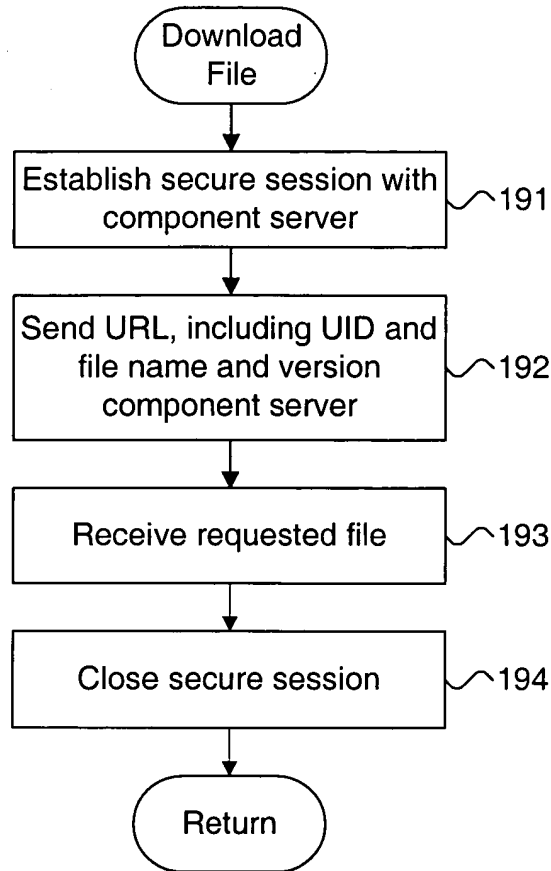 Download
File
Establish secure session with
component server
191
Send URL, including UID and
file name and version
component server
192
Receive requested file
193
Close secure session
194
Return